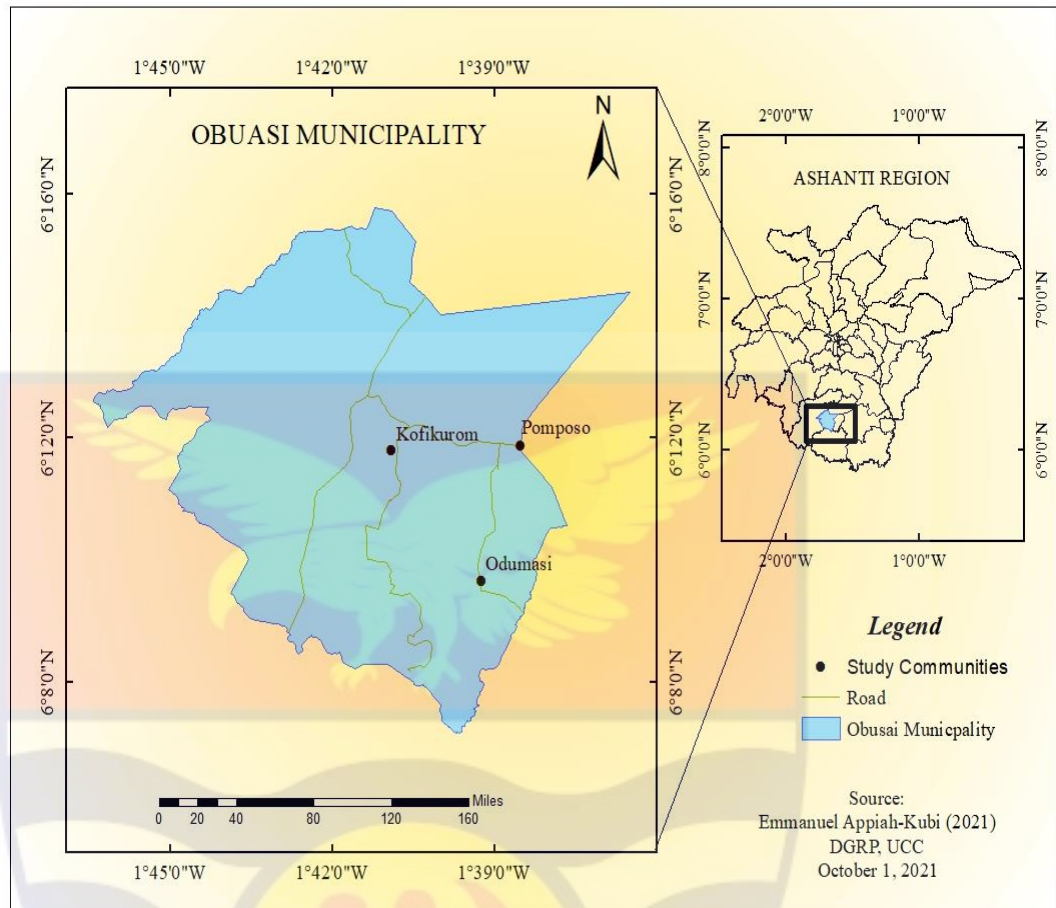 1°45'0"W 1°42'0"W 1°39'0"W
OBUASI MUNICIPALITY
N
6°16'0"N 6°16'0"N
6°12'0"N 6°12'0"N
6°8'0"N 6°8'0"N
Kofikurom
Pomposo
Odumasi
Miles
0 20 40 80 120 160
1°45'0"W 1°42'0"W 1°39'0"W
2°0'0"W 1°0'0"W
ASHANTI REGION
8°0'0"N 8°0'0"N
7°0'0"N 7°0'0"N
6°0'0"N 6°0'0"N
2°0'0"W 1°0'0"W
Legend
Study Communities
Road
Obusai Municpality
Source:
Emmanuel Appiah-Kubi (2021)
DGRP, UCC
October 1, 2021